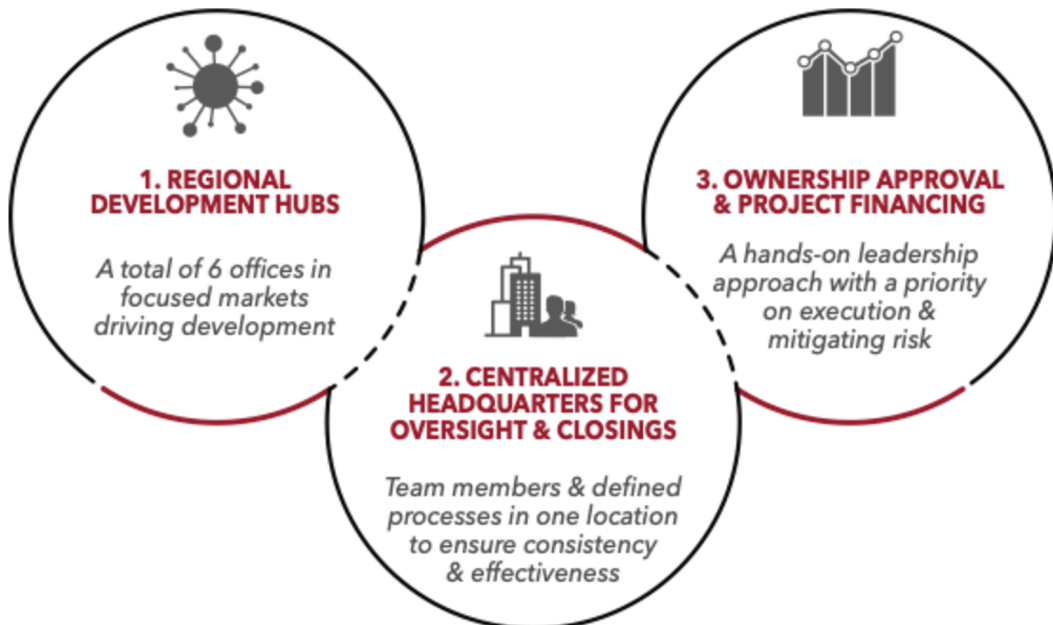 1. REGIONAL
DEVELOPMENT HUBS
A total of 6 offices in
focused markets
driving development
2. CENTRALIZED
HEADQUARTERS FOR
OVERSIGHT & CLOSINGS
Team members & defined
processes in one location
to ensure consistency
& effectiveness
3. OWNERSHIP APPROVAL
& PROJECT FINANCING
A hands-on leadership
approach with a priority
on execution &
mitigating risk